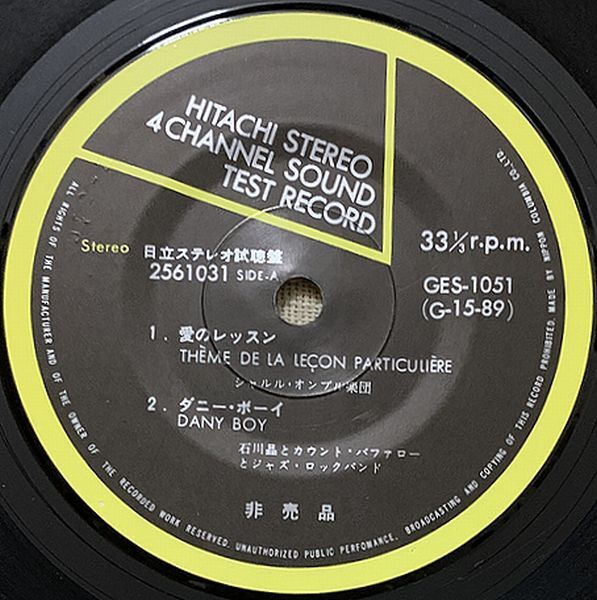 HITACHI STEREO
4 CHANNEL SOUND
TEST RECORD
Stereo
日立ステレオ試聴盤
2561031 SIDE-A
33 1/3 r.p.m.
GES-1051
(G-15-89)
1. 愛のレッスン
THÈME DE LA LEÇON PARTICULIÈRE
シャルル・オンブル楽団
2. ダニー・ボーイ
DANY BOY
石川晶とカウント・バファロー
とジャズ・ロックバンド
非売品
ALL RIGHTS OF THE MANUFACTURER AND OF THE OWNER OF THE RECORDED WORK RESERVED. UNAUTHORIZED PUBLIC PERFOMANCE, BROADCASTING AND COPYING OF THIS RECORD PROHIBITED. MADE BY NIPPON COLUMBIA CO., LTD.